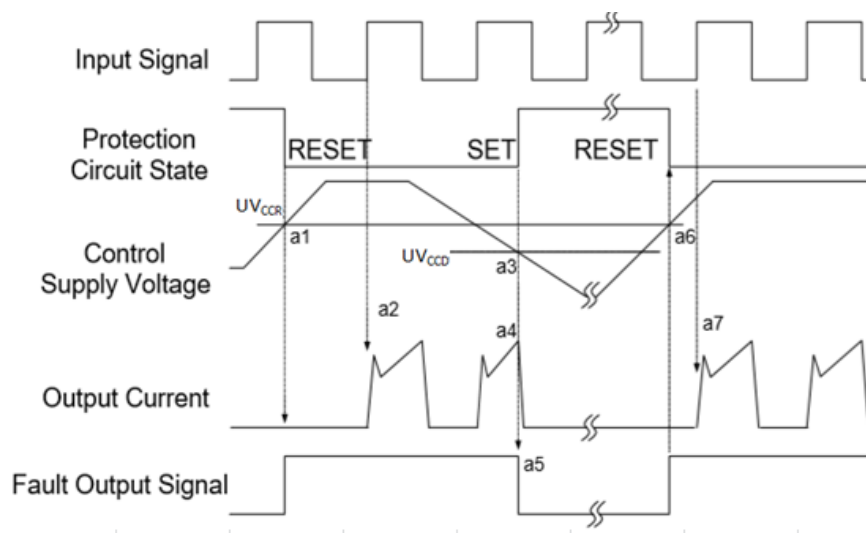 Input Signal
Protection
Circuit State
RESET
SET
RESET
UVCCR
a1
a6
Control
Supply Voltage
UVCCD
a3
a2
a4
a7
Output Current
a5
Fault Output Signal